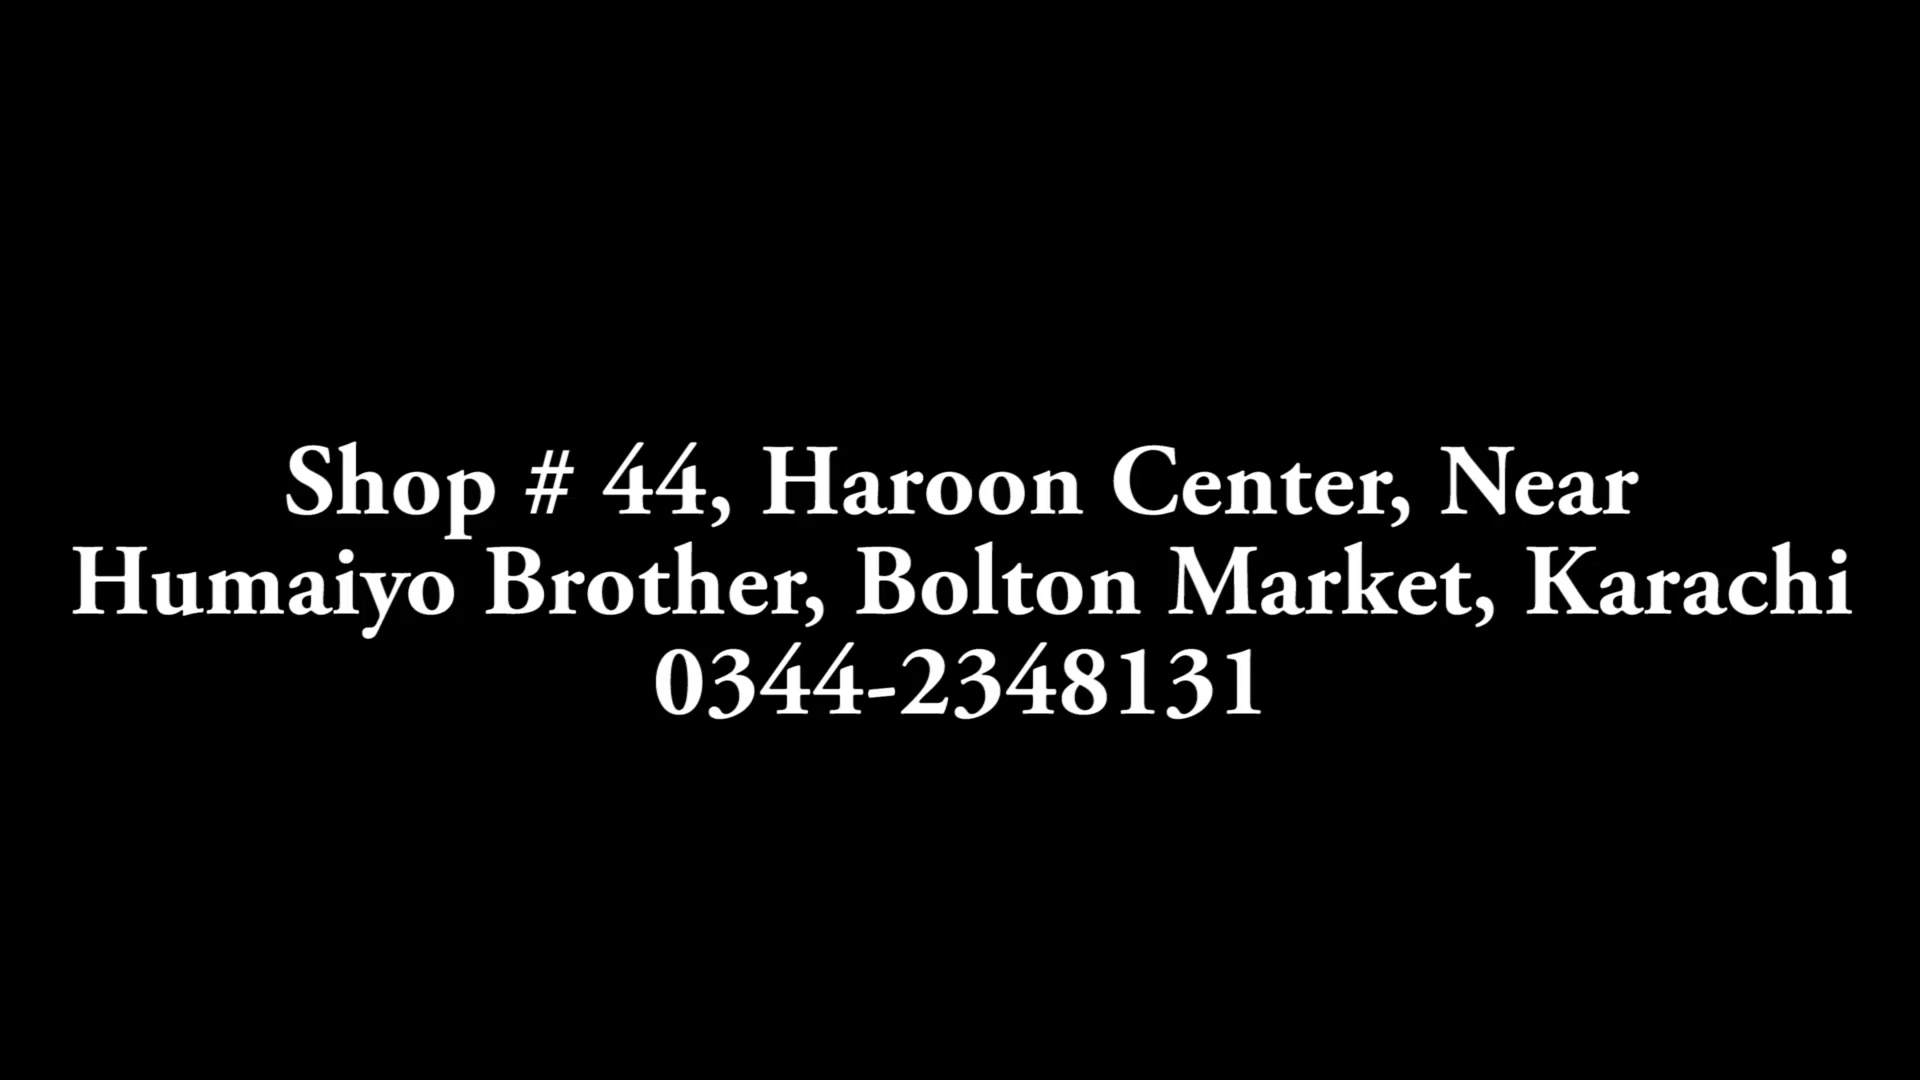 Shop # 44, Haroon Center, Near
Humaiyo Brother, Bolton Market, Karachi
0344-2348131